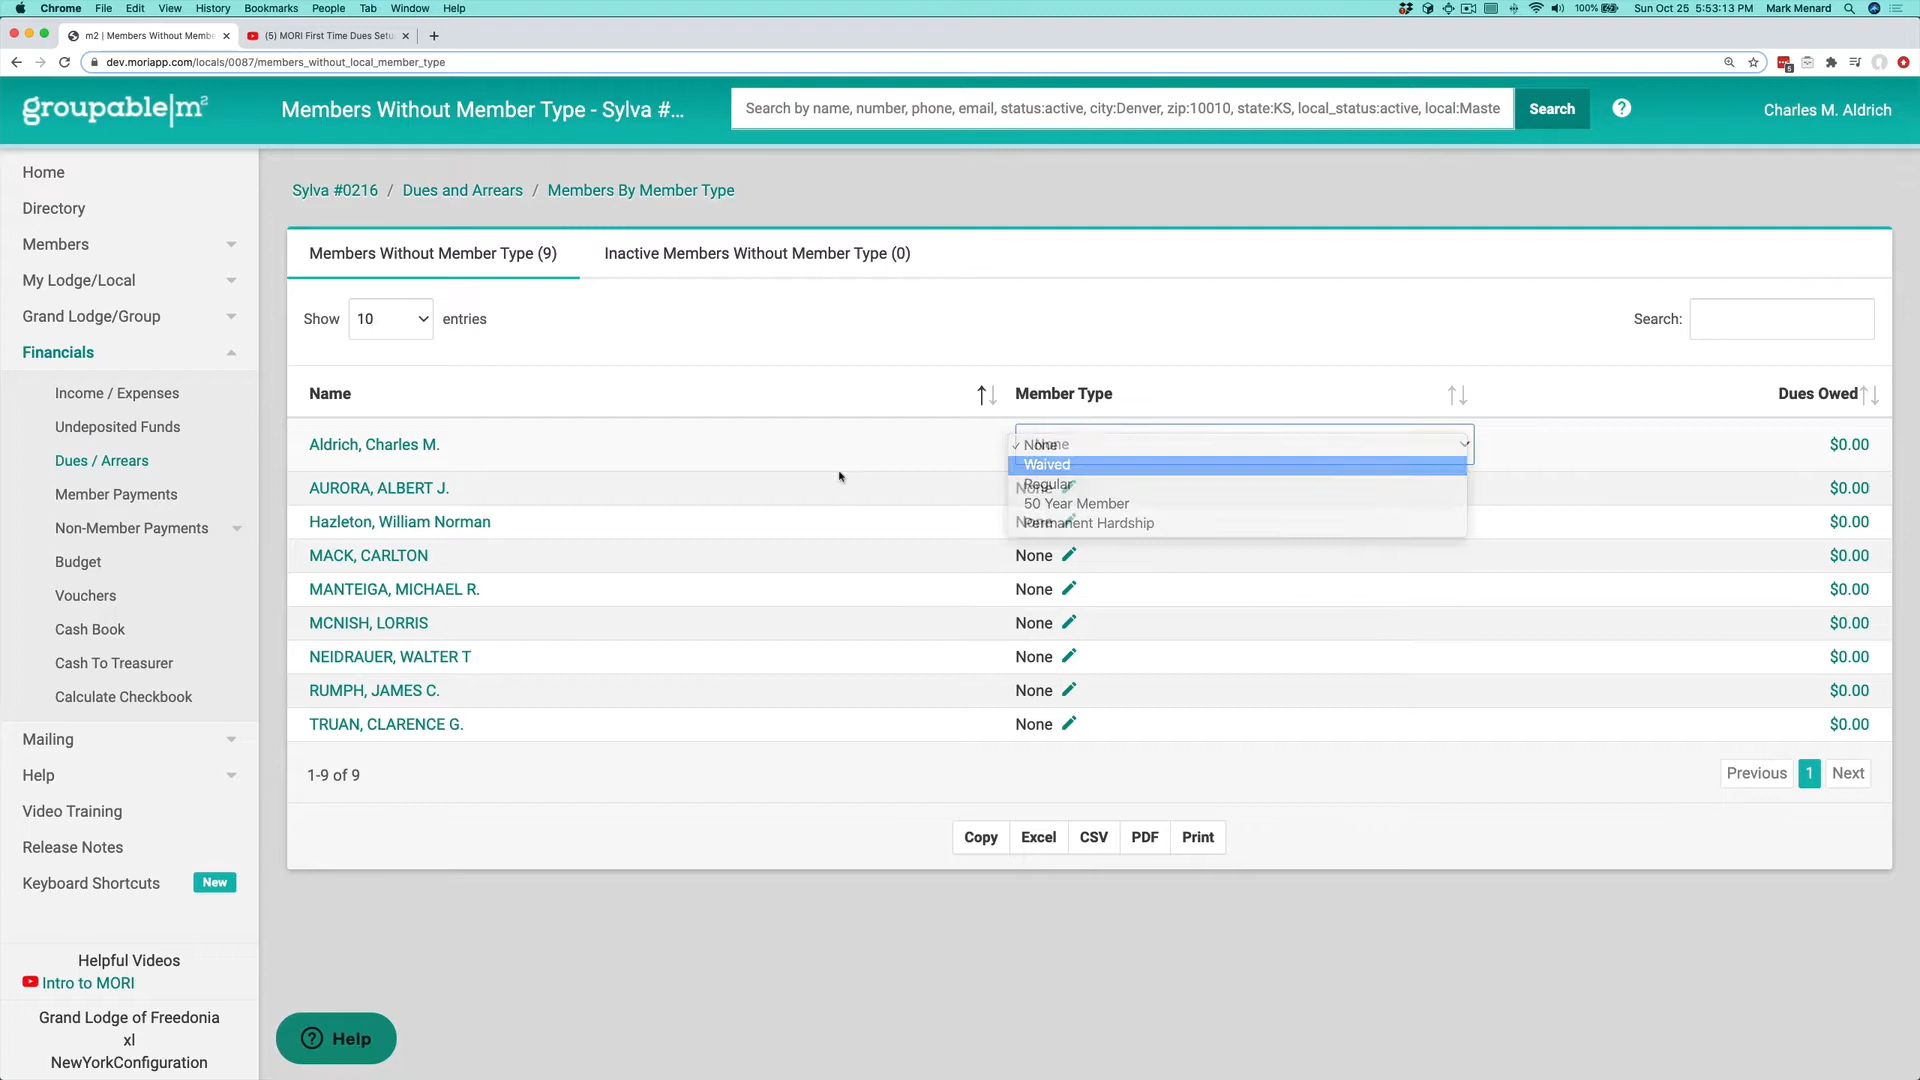 Chrome File Edit View History Bookmarks People Tab Window Help 100% Sun Oct 25 5:53:13 PM Mark Menard
m2 | Members Without Membe (5) MORI First Time Dues Setu
dev.moriapp.com/locals/0087/members_without_local_member_type
groupable|m2 Members Without Member Type - Sylva #... Search by name, number, phone, email, status:active, city:Denver, zip:10010, state:KS, local_status:active, local:Maste Search ? Charles M. Aldrich
Home
Directory
Members
My Lodge/Local
Grand Lodge/Group
Financials
Income / Expenses
Undeposited Funds
Dues / Arrears
Member Payments
Non-Member Payments
Budget
Vouchers
Cash Book
Cash To Treasurer
Calculate Checkbook
Mailing
Help
Video Training
Release Notes
Keyboard Shortcuts New
Helpful Videos
Intro to MORI
Grand Lodge of Freedonia
xl
NewYorkConfiguration
Sylva #0216 / Dues and Arrears / Members By Member Type
Members Without Member Type (9) Inactive Members Without Member Type (0)
Show 10 entries Search:
Name Member Type Dues Owed
Aldrich, Charles M. None $0.00
✓ None
Waived
Regular
50 Year Member
Permanent Hardship
AURORA, ALBERT J. None $0.00
Hazleton, William Norman None $0.00
MACK, CARLTON None $0.00
MANTEIGA, MICHAEL R. None $0.00
MCNISH, LORRIS None $0.00
NEIDRAUER, WALTER T None $0.00
RUMPH, JAMES C. None $0.00
TRUAN, CLARENCE G. None $0.00
1-9 of 9 Previous 1 Next
Copy Excel CSV PDF Print
? Help